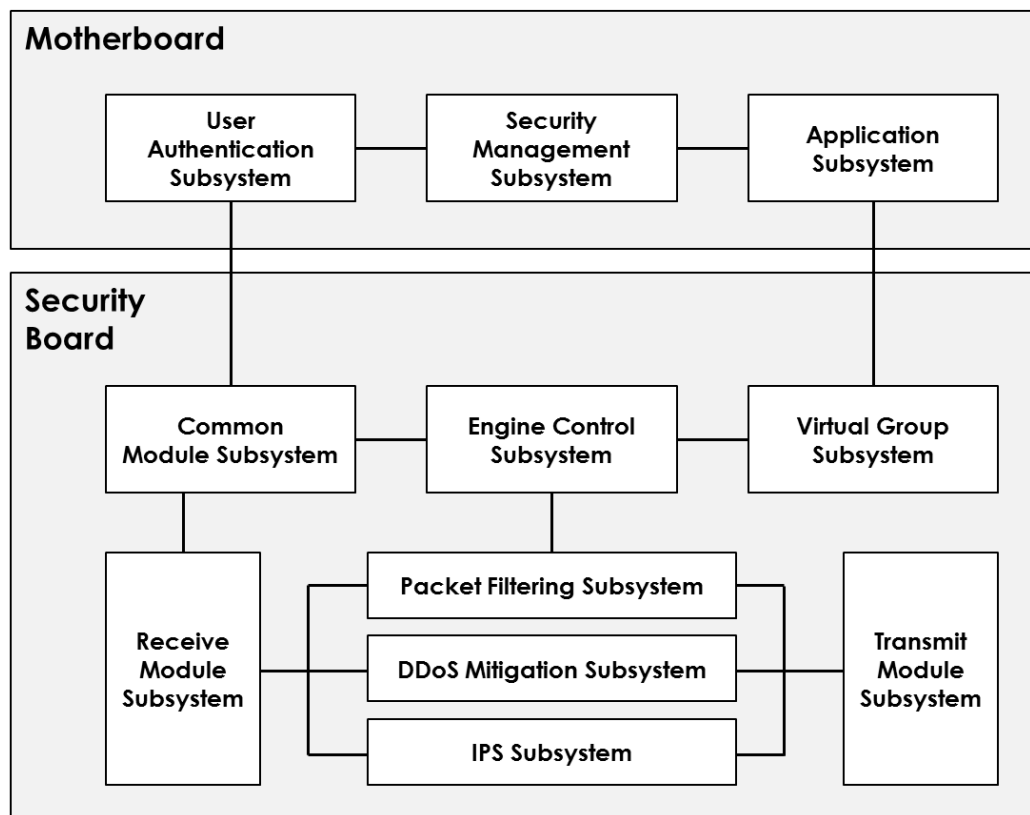 Motherboard
User
Authentication
Subsystem
Security
Management
Subsystem
Application
Subsystem
Security
Board
Common
Module Subsystem
Engine Control
Subsystem
Virtual Group
Subsystem
Receive
Module
Subsystem
Packet Filtering Subsystem
DDoS Mitigation Subsystem
IPS Subsystem
Transmit
Module
Subsystem